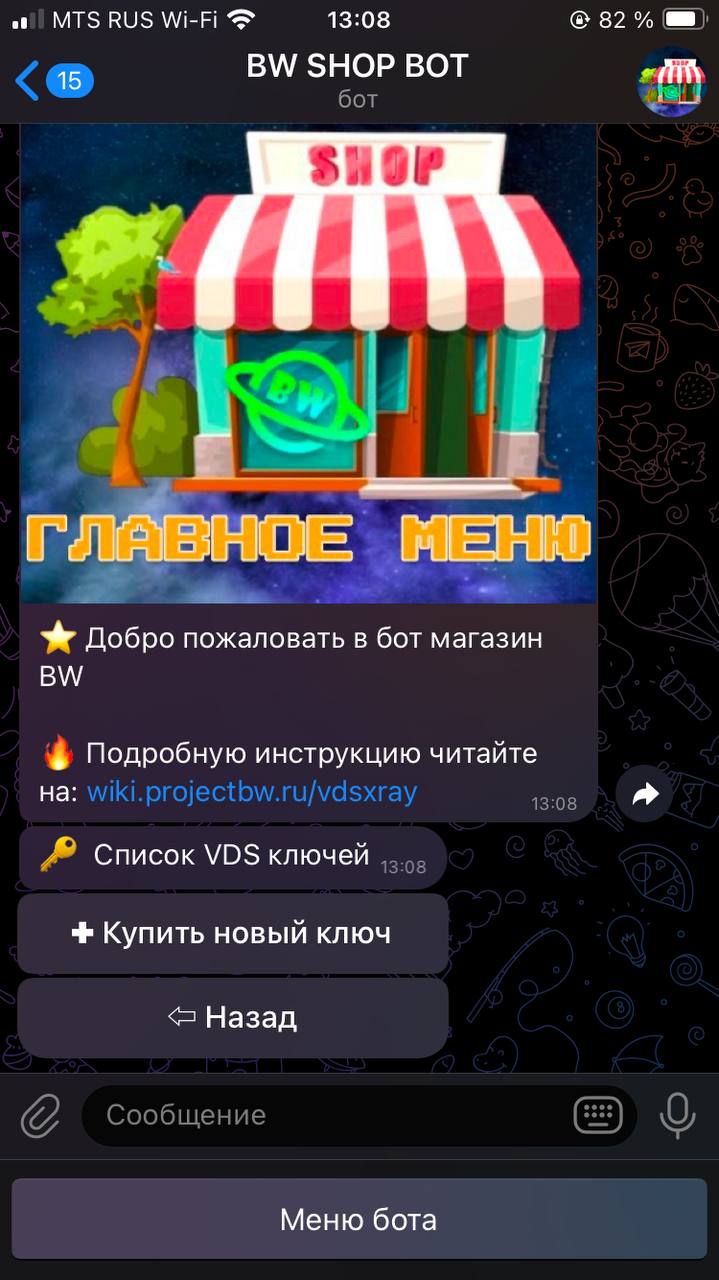 MTS RUS Wi-Fi 13:08 82 %
15 BW SHOP BOT
бот
SHOP
BW
ГЛАВНОЕ МЕНЮ
⭐ Добро пожаловать в бот магазин
BW
🔥 Подробную инструкцию читайте
на: wiki.projectbw.ru/vdsxray 13:08
🔑 Список VDS ключей 13:08
✚ Купить новый ключ
⇦ Назад
Сообщение
Меню бота